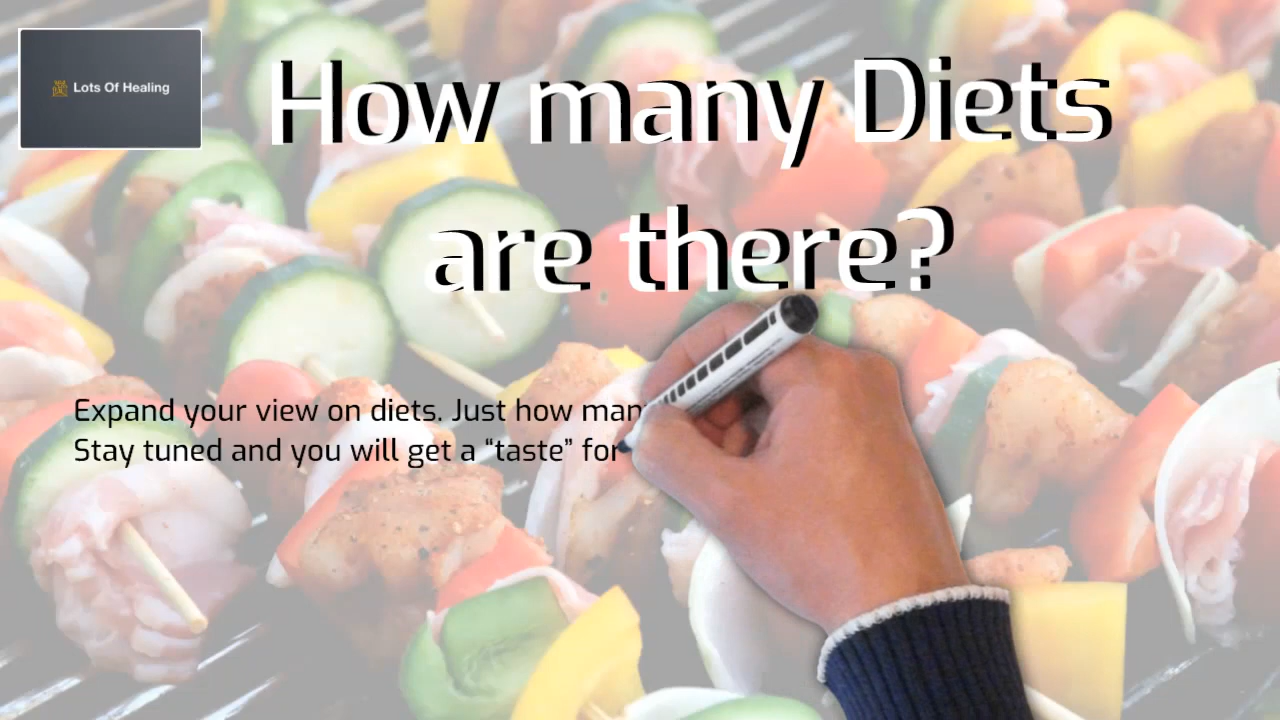 Lots Of Healing
How many Diets
are there?
Expand your view on diets. Just how man
Stay tuned and you will get a “taste” for